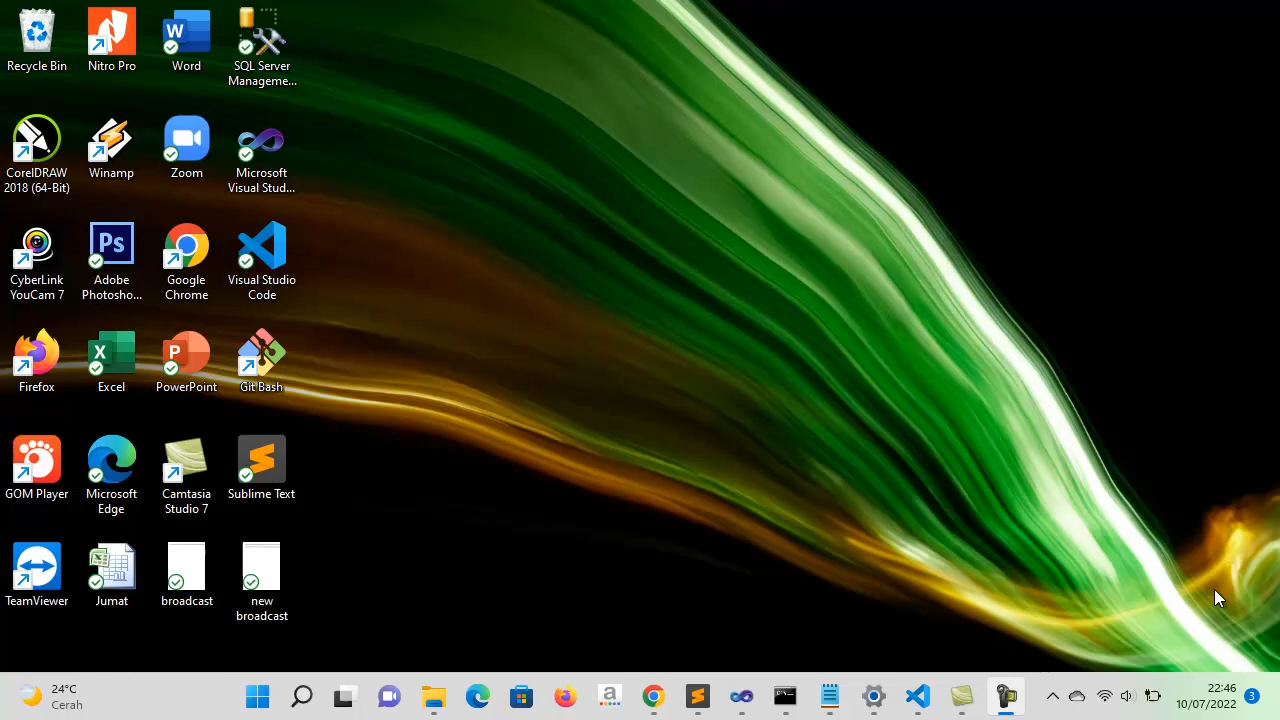 Recycle Bin
Nitro Pro
W
Word
SQL Server
Manageme...
CorelDRAW
2018 (64-Bit)
Winamp
Zoom
Microsoft
Visual Stud...
CyberLink
YouCam 7
Ps
Adobe
Photosho...
Google
Chrome
Visual Studio
Code
Firefox
X
Excel
P
PowerPoint
Git Bash
GOM Player
Microsoft
Edge
Camtasia
Studio 7
Sublime Text
TeamViewer
Jumat
broadcast
new
broadcast
24°C
Cerah
a
22:46
10/07/2022
3